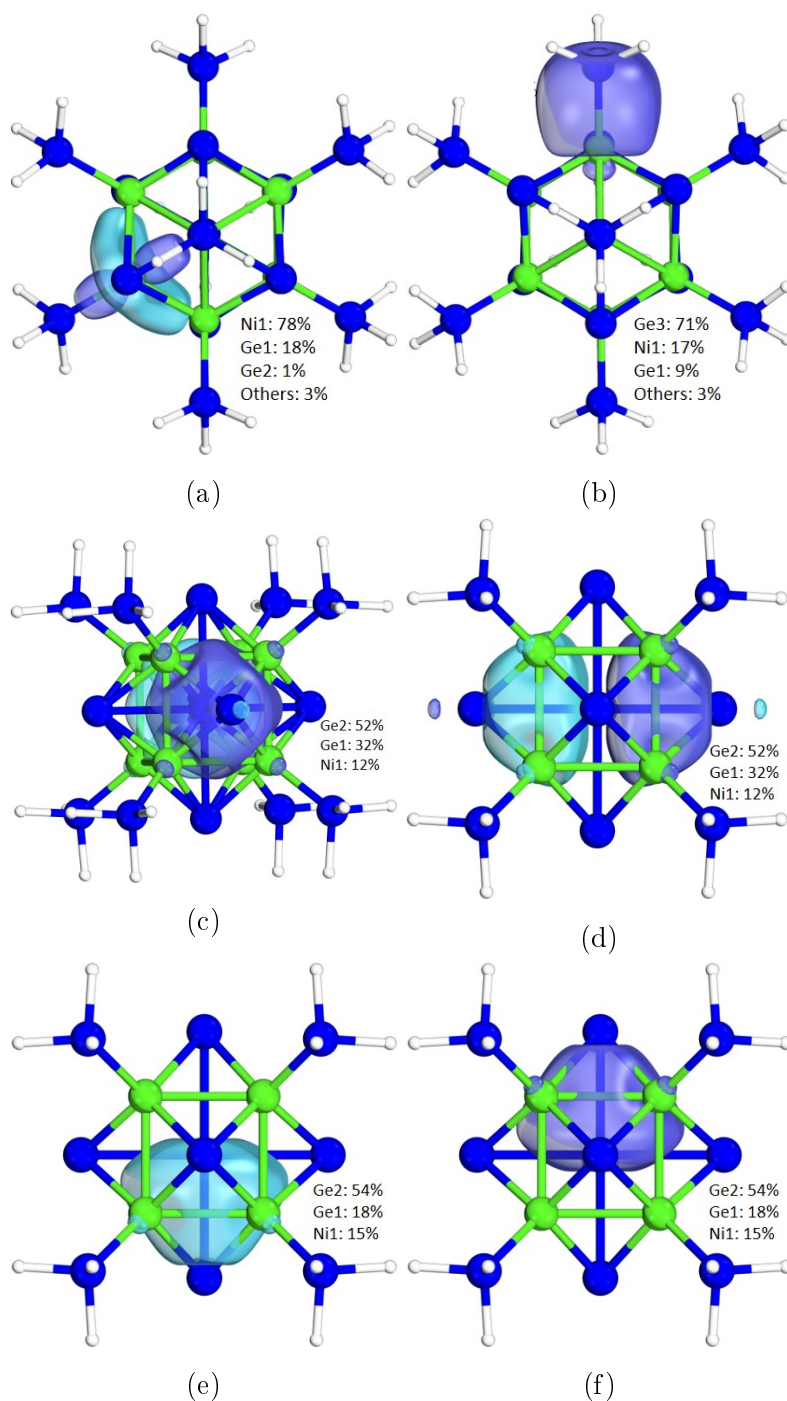 Ni1: 78%
Ge1: 18%
Ge2: 1%
Others: 3%
Ge3: 71%
Ni1: 17%
Ge1: 9%
Others: 3%
(a)
(b)
Ge2: 52%
Ge1: 32%
Ni1: 12%
Ge2: 52%
Ge1: 32%
Ni1: 12%
(c)
(d)
Ge2: 54%
Ge1: 18%
Ni1: 15%
Ge2: 54%
Ge1: 18%
Ni1: 15%
(e)
(f)